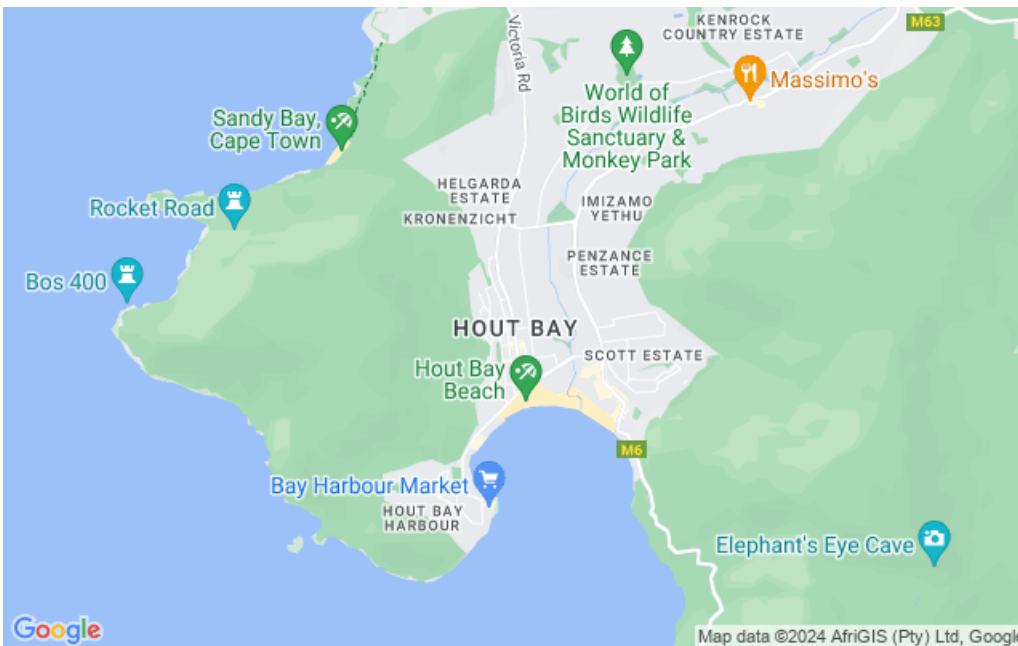 M63
KENROCK
COUNTRY ESTATE
Victoria Rd
Massimo's
World of
Birds Wildlife
Sanctuary &
Monkey Park
Sandy Bay,
Cape Town
HELGARDA
ESTATE
IMIZAMO
YETHU
Rocket Road
KRONENZICHT
PENZANCE
ESTATE
Bos 400
HOUT BAY
SCOTT ESTATE
Hout Bay
Beach
M6
Bay Harbour Market
HOUT BAY
HARBOUR
Elephant's Eye Cave
Google
Map data ©2024 AfriGIS (Pty) Ltd, Google